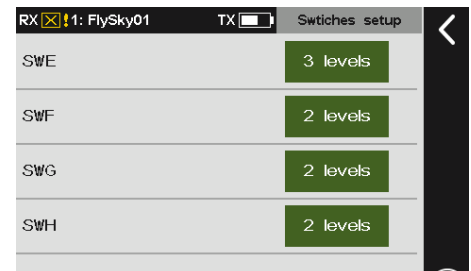 RX !1: FlySky01 TX Swtiches setup
SWE 3 levels
SWF 2 levels
SWG 2 levels
SWH 2 levels